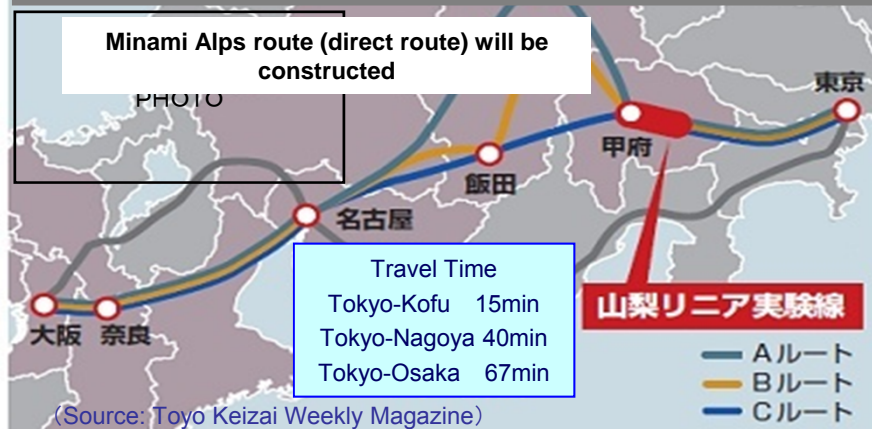 Minami Alps route (direct route) will be
constructed
PHOTO
東京
甲府
飯田
名古屋
大阪 奈良
Travel Time
Tokyo-Kofu 15min
Tokyo-Nagoya 40min
Tokyo-Osaka 67min
山梨リニア実験線
Aルート
Bルート
Cルート
（Source: Toyo Keizai Weekly Magazine）